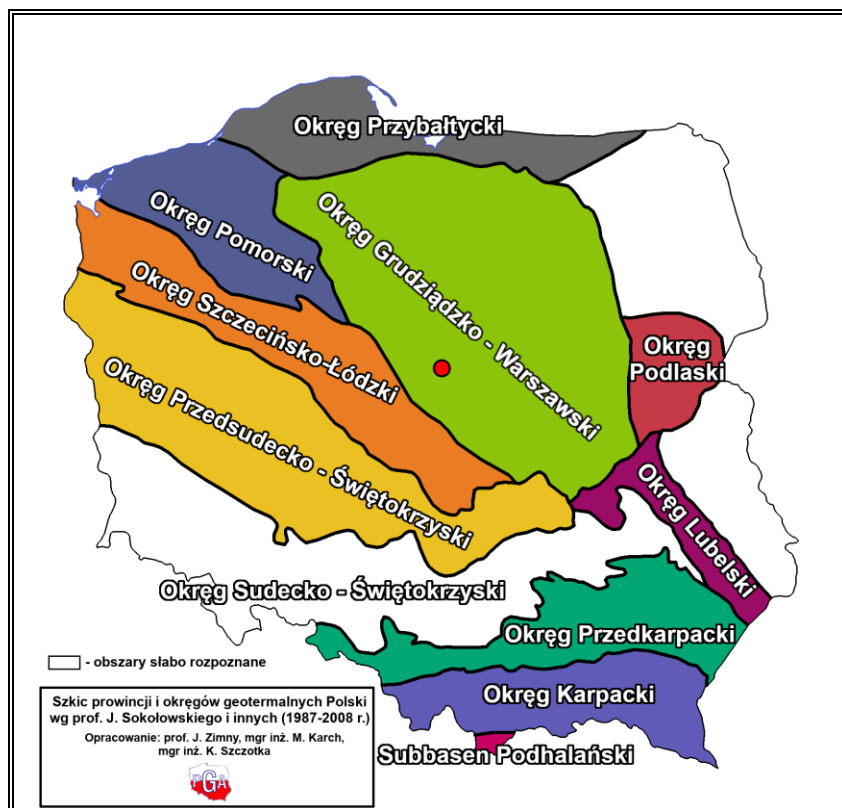 Okręg Przybałtycki
Okręg Pomorski
Okręg Grudziądzko - Warszawski
Okręg Szczecińsko-Łódzki
Okręg Podlaski
Okręg Przedsudecko - Świętokrzyski
Okręg Lubelski
Okręg Sudecko - Świętokrzyski
Okręg Przedkarpacki
- obszary słabo rozpoznane
Okręg Karpacki
Subbasen Podhalański
Szkic prowincji i okręgów geotermalnych Polski
wg prof. J. Sokołowskiego i innych (1987-2008 r.)
Opracowanie: prof. J. Zimny, mgr inż. M. Karch,
mgr inż. K. Szczotka
PGA